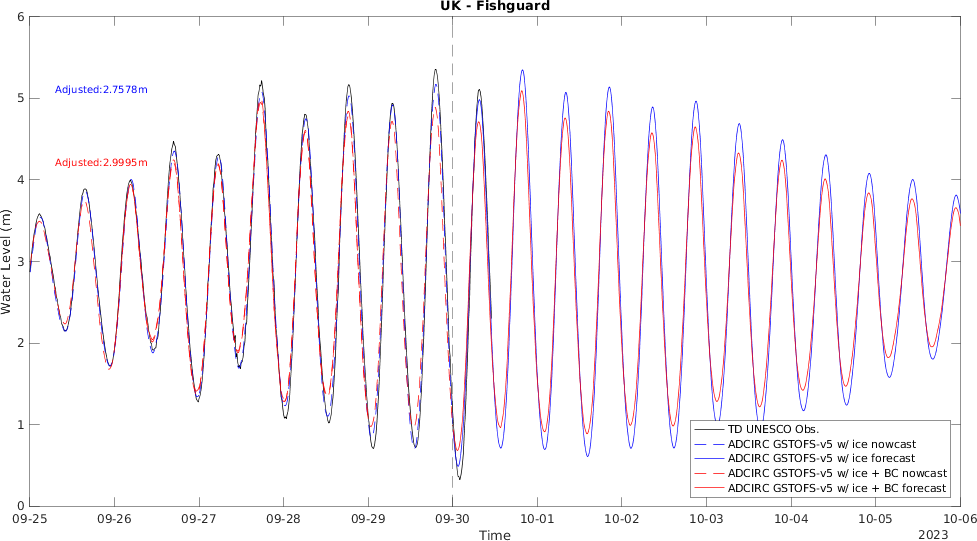 UK - Fishguard
6
5
4
3
2
1
0
Water Level (m)
Adjusted:2.7578m
Adjusted:2.9995m
TD UNESCO Obs.
ADCIRC GSTOFS-v5 w/ ice nowcast
ADCIRC GSTOFS-v5 w/ ice forecast
ADCIRC GSTOFS-v5 w/ ice + BC nowcast
ADCIRC GSTOFS-v5 w/ ice + BC forecast
09-25 09-26 09-27 09-28 09-29 09-30 10-01 10-02 10-03 10-04 10-05 10-06
Time
2023